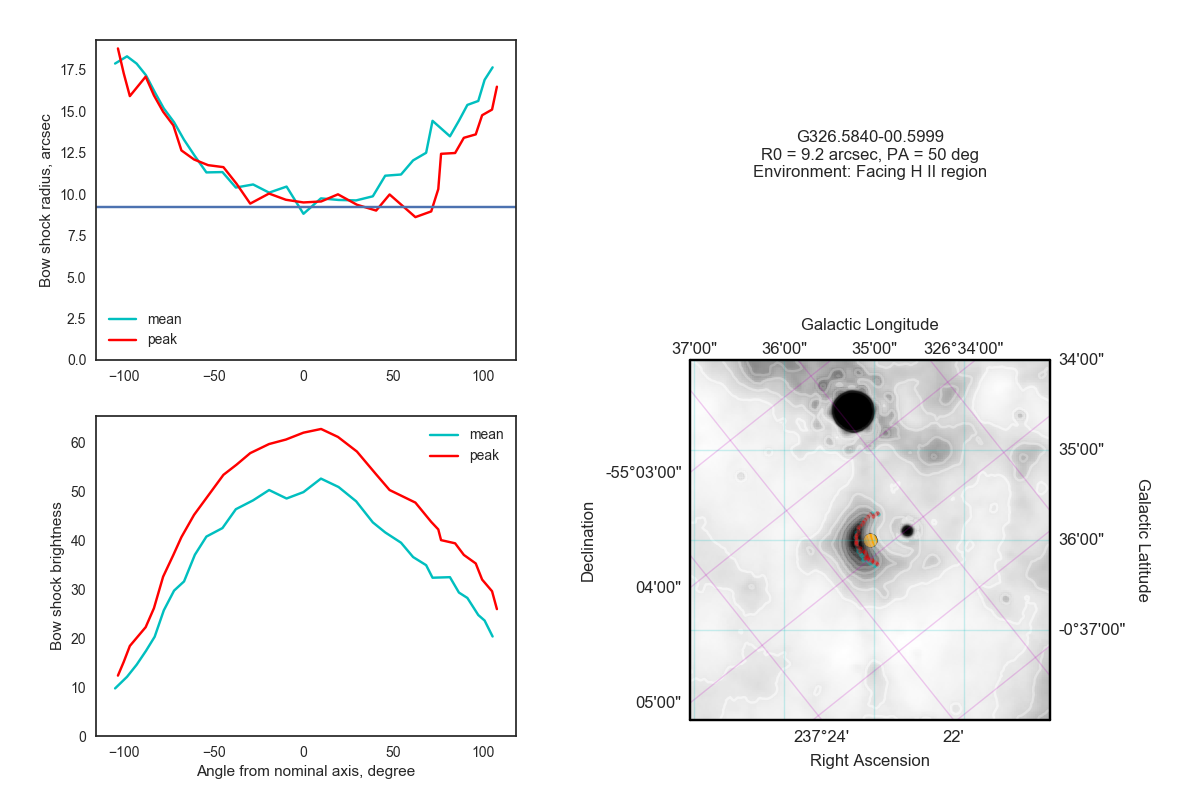 17.5
15.0
12.5
10.0
7.5
5.0
2.5
0.0
Bow shock radius, arcsec
mean
peak
−100
−50
0
50
100
G326.5840-00.5999
R0 = 9.2 arcsec, PA = 50 deg
Environment: Facing H II region
60
50
40
30
20
10
0
Bow shock brightness
mean
peak
−100
−50
0
50
100
Angle from nominal axis, degree
Galactic Longitude
37'00"
36'00"
35'00"
326°34'00"
34'00"
35'00"
36'00"
-0°37'00"
Galactic Latitude
-55°03'00"
04'00"
05'00"
Declination
237°24'
22'
Right Ascension